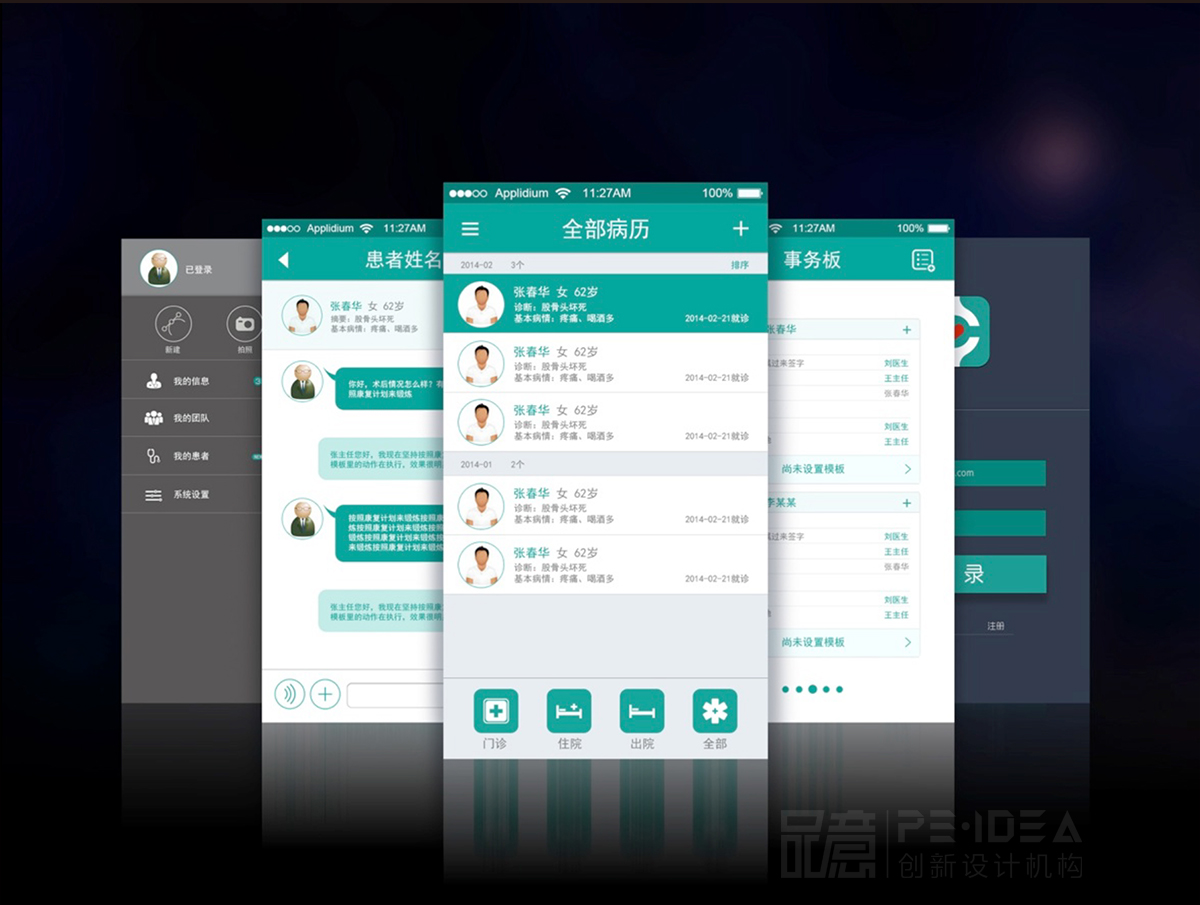 已登录
新建
拍照
我的信息
我的团队
我的患者
系统设置
Applidium 11:27AM
患者姓名
张春华 女 62岁
摘要：股骨头坏死
基本病情：疼痛、喝酒多
你好，术后情况怎么样？有
照康复计划来锻炼
张主任您好，我现在坚持按照康
模板里的动作在执行，效果很明
按照康复计划来锻炼按照康
练按照康复计划来锻炼按照
锻炼按照康复计划来锻炼按
来锻炼按照康复计划来锻炼
张主任您好，我现在坚持按照康
模板里的动作在执行，效果很明
Applidium 11:27AM 100%
全部病历
2014-02 3个 排序
张春华 女 62岁
诊断：股骨头坏死
基本病情：疼痛、喝酒多 2014-02-21就诊
张春华 女 62岁
诊断：股骨头坏死
基本病情：疼痛、喝酒多 2014-02-21就诊
张春华 女 62岁
诊断：股骨头坏死
基本病情：疼痛、喝酒多 2014-02-21就诊
2014-01 2个
张春华 女 62岁
诊断：股骨头坏死
基本病情：疼痛、喝酒多 2014-02-21就诊
张春华 女 62岁
诊断：股骨头坏死
基本病情：疼痛、喝酒多 2014-02-21就诊
门诊 住院 出院 全部
11:27AM 100%
事务板
张春华
过来签字 刘医生
王主任
张春华
刘医生
王主任
尚未设置模板
李某某
过来签字 刘医生
王主任
张春华
刘医生
王主任
尚未设置模板
.com
录
注册
品意 PE·IDEA
创新设计机构